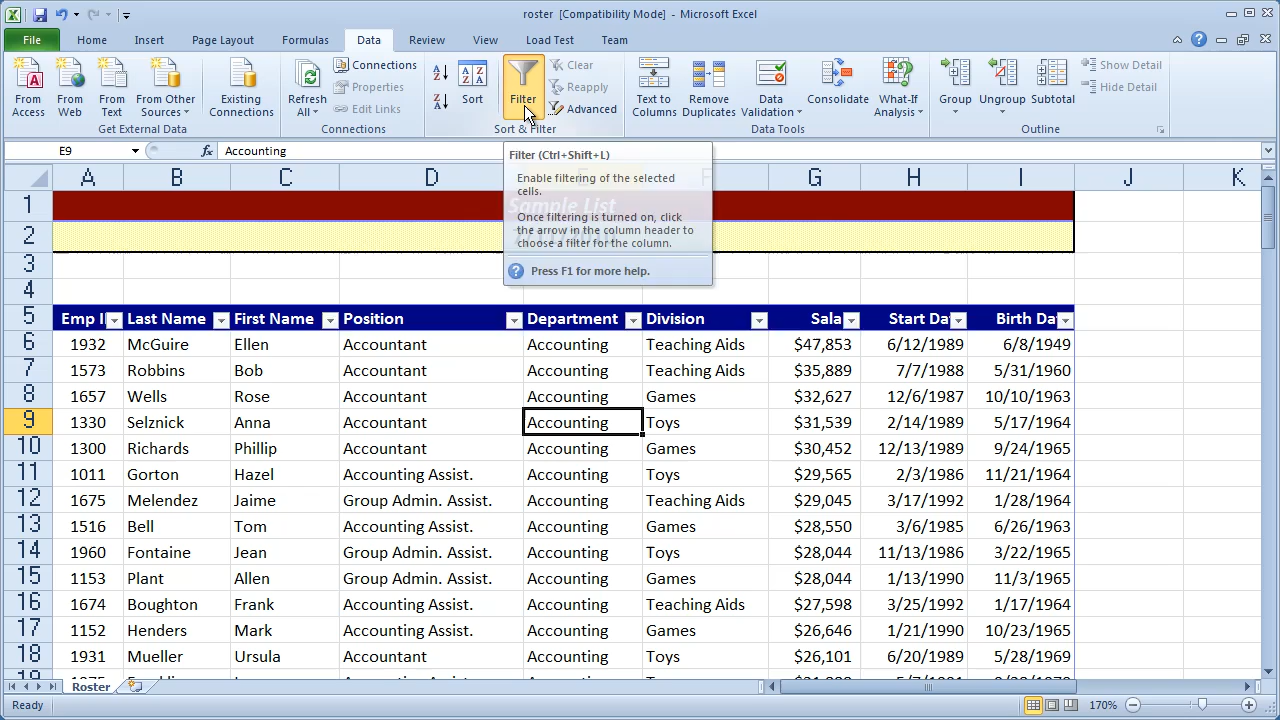 roster [Compatibility Mode] - Microsoft Excel
File Home Insert Page Layout Formulas Data Review View Load Test Team
From Access
From Web
From Text
From Other Sources
Existing Connections
Get External Data
Refresh All
Connections
Properties
Edit Links
Connections
Sort
Filter
Clear
Reapply
Advanced
Sort & Filter
Text to Columns
Remove Duplicates
Data Validation
Consolidate
What-If Analysis
Data Tools
Group
Ungroup
Subtotal
Show Detail
Hide Detail
Outline
E9 fx Accounting
Filter (Ctrl+Shift+L)
Enable filtering of the selected
cells.
Once filtering is turned on, click
the arrow in the column header to
choose a filter for the column.
Press F1 for more help.
A B C D F G H I J K
1 Sample List
2
3
4
5 Emp I Last Name First Name Position Department Division Sala Start Da Birth Da
6 1932 McGuire Ellen Accountant Accounting Teaching Aids $47,853 6/12/1989 6/8/1949
7 1573 Robbins Bob Accountant Accounting Teaching Aids $35,889 7/7/1988 5/31/1960
8 1657 Wells Rose Accountant Accounting Games $32,627 12/6/1987 10/10/1963
9 1330 Selznick Anna Accountant Accounting Toys $31,539 2/14/1989 5/17/1964
10 1300 Richards Phillip Accountant Accounting Games $30,452 12/13/1989 9/24/1965
11 1011 Gorton Hazel Accounting Assist. Accounting Toys $29,565 2/3/1986 11/21/1964
12 1675 Melendez Jaime Group Admin. Assist. Accounting Teaching Aids $29,045 3/17/1992 1/28/1964
13 1516 Bell Tom Accounting Assist. Accounting Games $28,550 3/6/1985 6/26/1963
14 1960 Fontaine Jean Group Admin. Assist. Accounting Toys $28,044 11/13/1986 3/22/1965
15 1153 Plant Allen Group Admin. Assist. Accounting Games $28,044 1/13/1990 11/3/1965
16 1674 Boughton Frank Accounting Assist. Accounting Teaching Aids $27,598 3/25/1992 1/17/1964
17 1152 Henders Mark Accounting Assist. Accounting Games $26,646 1/21/1990 10/23/1965
18 1931 Mueller Ursula Accountant Accounting Toys $26,101 6/20/1989 5/28/1969
Roster
Ready 170%